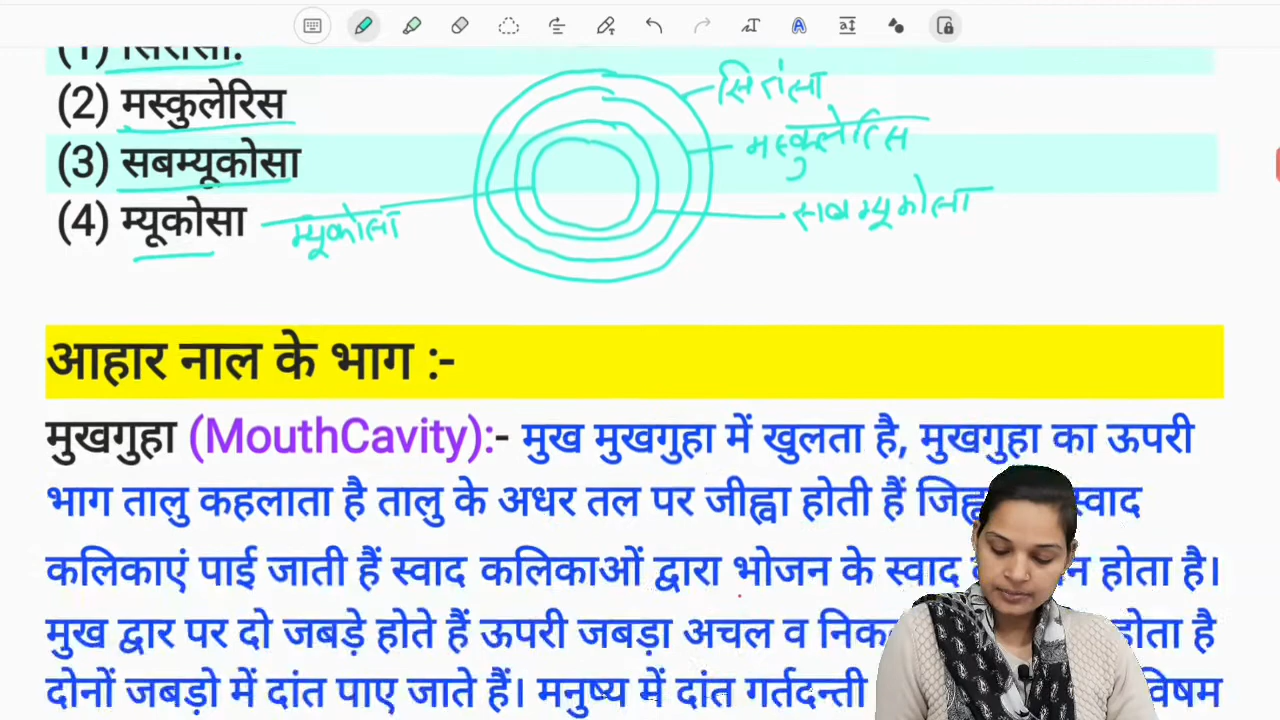 (1) सिरोसा.
(2) मस्कुलेरिस
(3) सबम्यूकोसा
(4) म्यूकोसा
सिरोसा
मस्कुलेरिस
सबम्यूकोसा
म्यूकोसा
आहार नाल के भाग :-
मुखगुहा (MouthCavity):- मुख मुखगुहा में खुलता है, मुखगुहा का ऊपरी
भाग तालु कहलाता है तालु के अधर तल पर जीह्वा होती हैं स्वाद
कलिकाएं पाई जाती हैं स्वाद कलिकाओं द्वारा भोजन के स्वाद होता है।
मुख द्वार पर दो जबड़े होते हैं ऊपरी जबड़ा अचल व होता है
दोनों जबड़ो में दांत पाए जाते हैं। मनुष्य में दांत गर्तदन्ती विषम